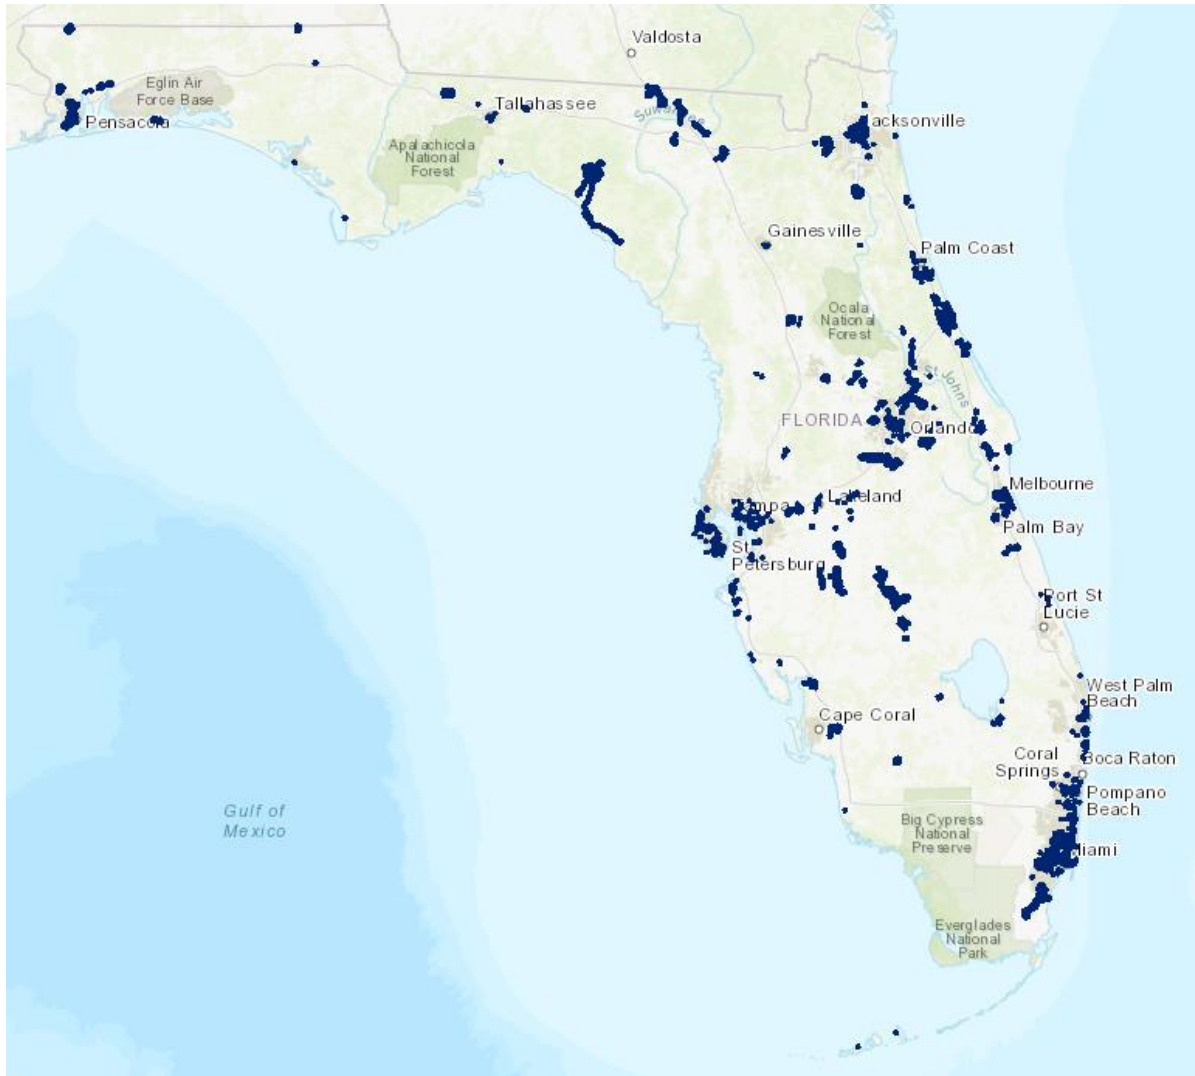 Valdosta
Eglin Air
Force Base
Tallahassee
Suwannee
Pensacola
Jacksonville
Apalachicola
National
Forest
Gainesville
Palm Coast
Ocala
National
Forest
St Johns
FLORIDA
Orlando
Melbourne
Lakeland
Tampa
Palm Bay
St
Petersburg
Port St
Lucie
West Palm
Beach
Cape Coral
Coral
Springs
Boca Raton
Pompano
Beach
Gulf of
Mexico
Big Cypress
National
Preserve
Miami
Everglades
National
Park